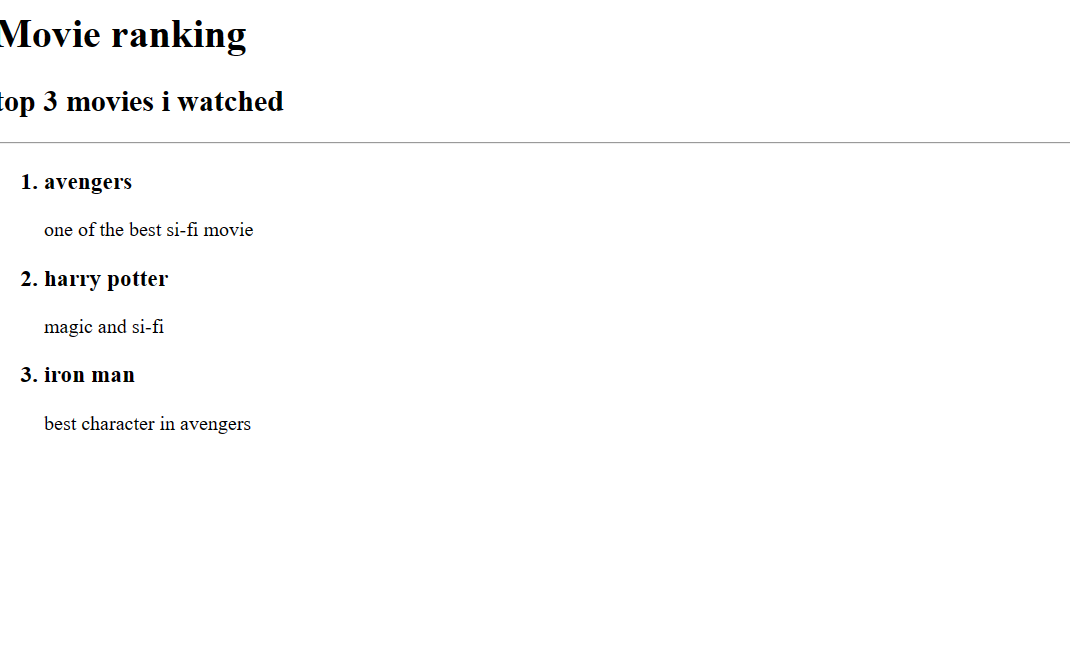 Movie ranking
top 3 movies i watched
1. avengers
one of the best si-fi movie
2. harry potter
magic and si-fi
3. iron man
best character in avengers